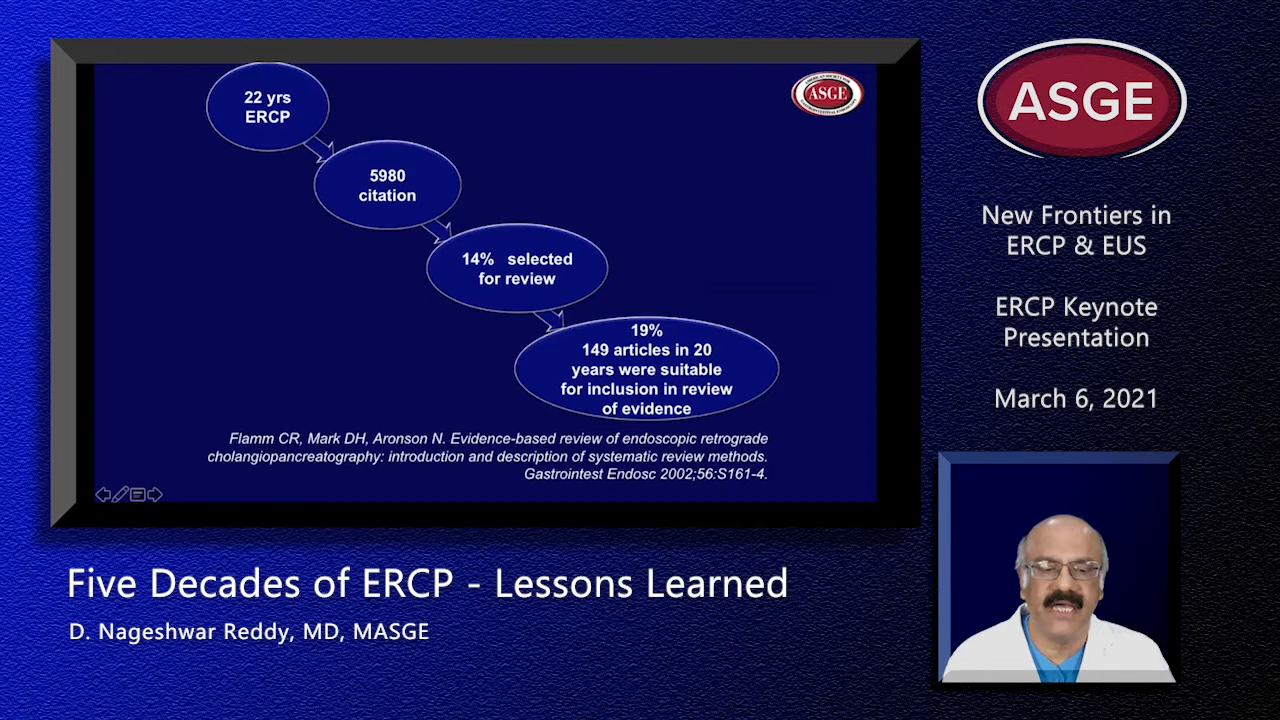 22 yrs
ERCP
5980
citation
14% selected
for review
19%
149 articles in 20
years were suitable
for inclusion in review
of evidence
Flamm CR, Mark DH, Aronson N. Evidence-based review of endoscopic retrograde
cholangiopancreatography: introduction and description of systematic review methods.
Gastrointest Endosc 2002;56:S161-4.
ASGE
ASGE
New Frontiers in
ERCP & EUS
ERCP Keynote
Presentation
March 6, 2021
Five Decades of ERCP - Lessons Learned
D. Nageshwar Reddy, MD, MASGE